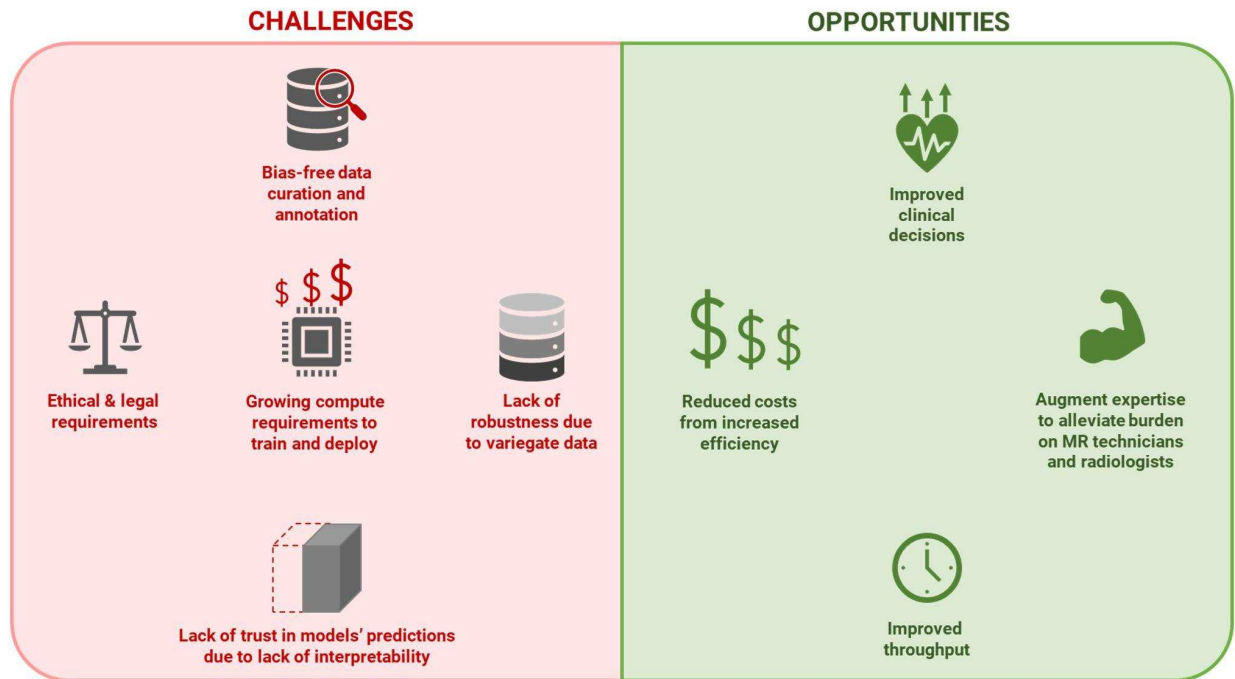 CHALLENGES
Bias-free data
curation and
annotation
$ $ $
Ethical & legal
requirements
Growing compute
requirements to
train and deploy
Lack of
robustness due
to variegate data
Lack of trust in models’ predictions
due to lack of interpretability
OPPORTUNITIES
Improved
clinical
decisions
$ $ $
Reduced costs
from increased
efficiency
Augment expertise
to alleviate burden
on MR technicians
and radiologists
Improved
throughput